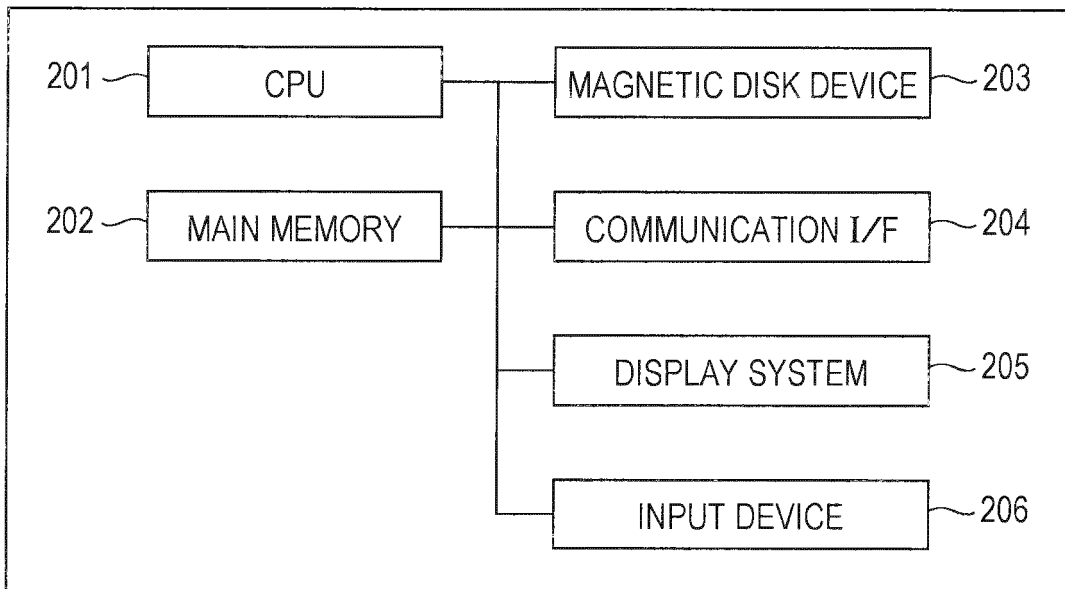 201 CPU MAGNETIC DISK DEVICE 203
202 MAIN MEMORY COMMUNICATION I/F 204
DISPLAY SYSTEM 205
INPUT DEVICE 206